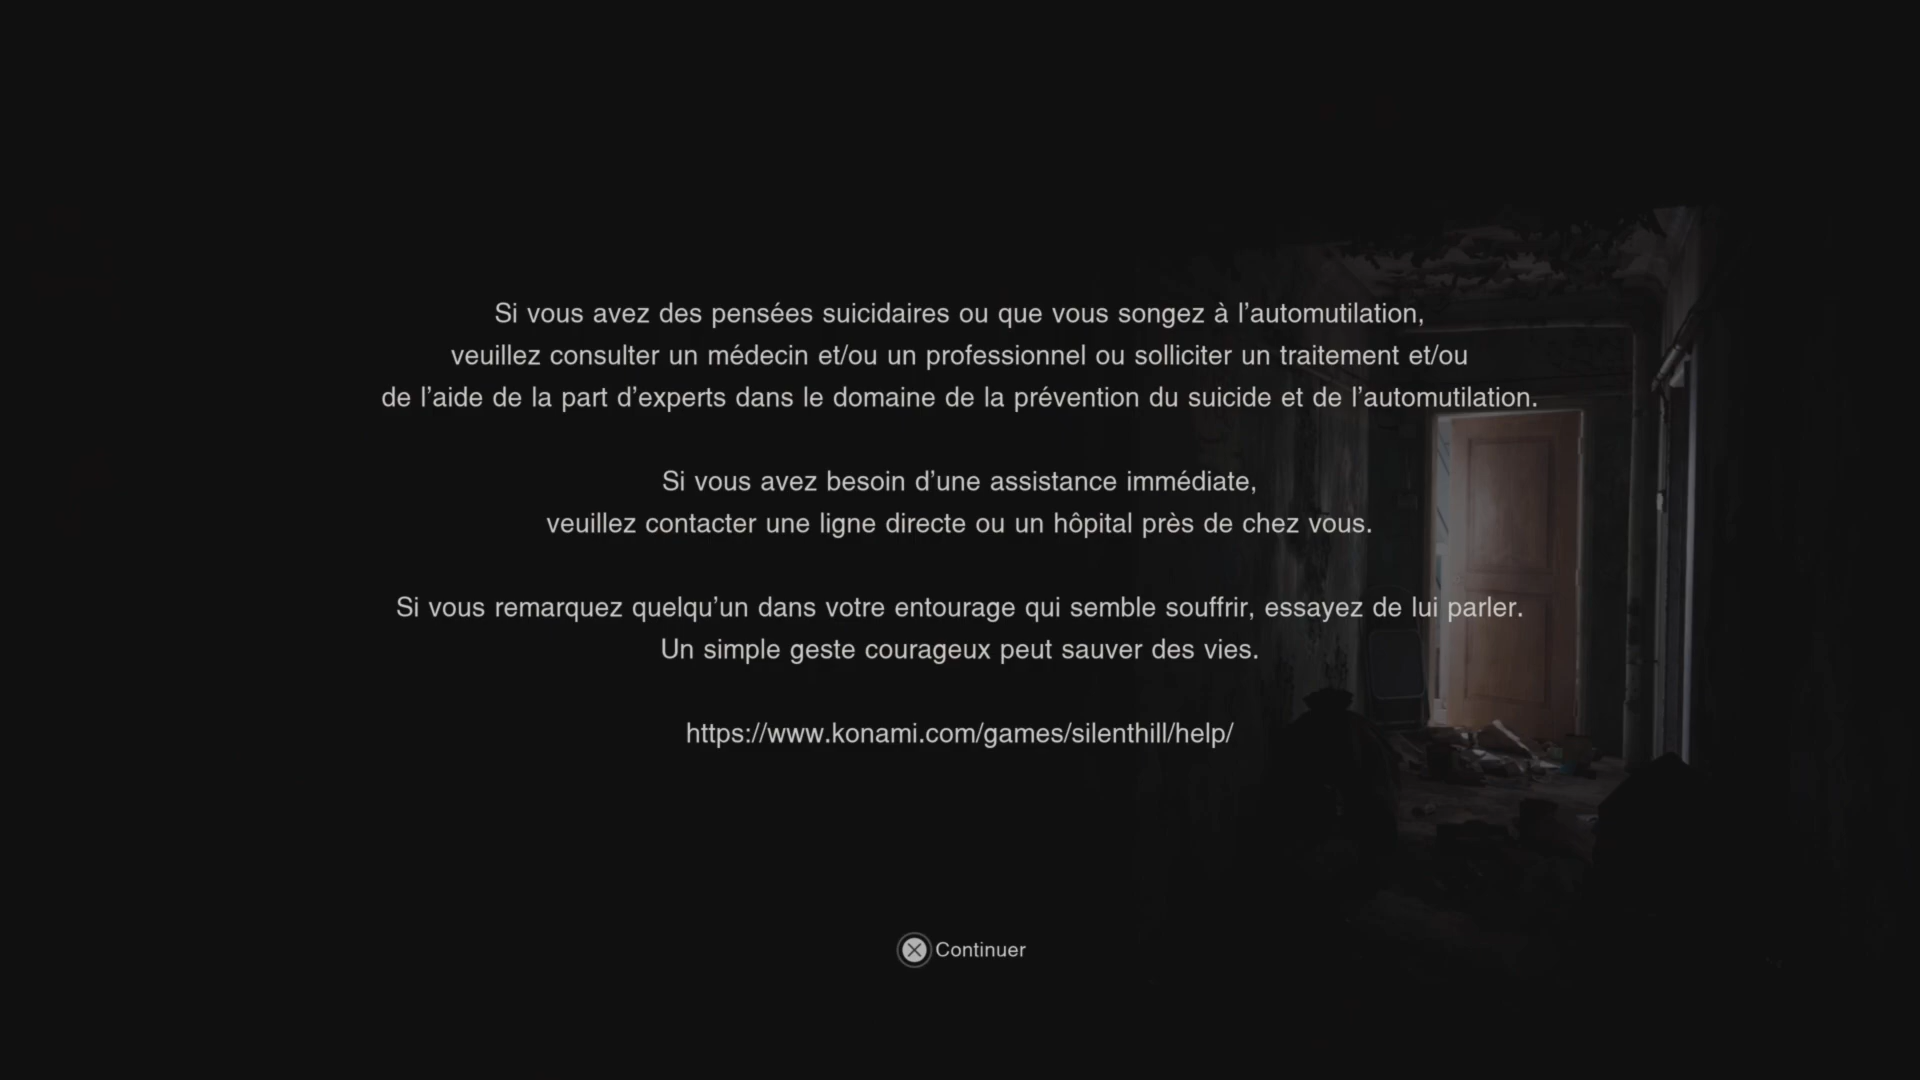 Si vous avez des pensées suicidaires ou que vous songez à l’automutilation,
veuillez consulter un médecin et/ou un professionnel ou solliciter un traitement et/ou
de l’aide de la part d’experts dans le domaine de la prévention du suicide et de l’automutilation.
Si vous avez besoin d’une assistance immédiate,
veuillez contacter une ligne directe ou un hôpital près de chez vous.
Si vous remarquez quelqu’un dans votre entourage qui semble souffrir, essayez de lui parler.
Un simple geste courageux peut sauver des vies.
https://www.konami.com/games/silenthill/help/
Continuer